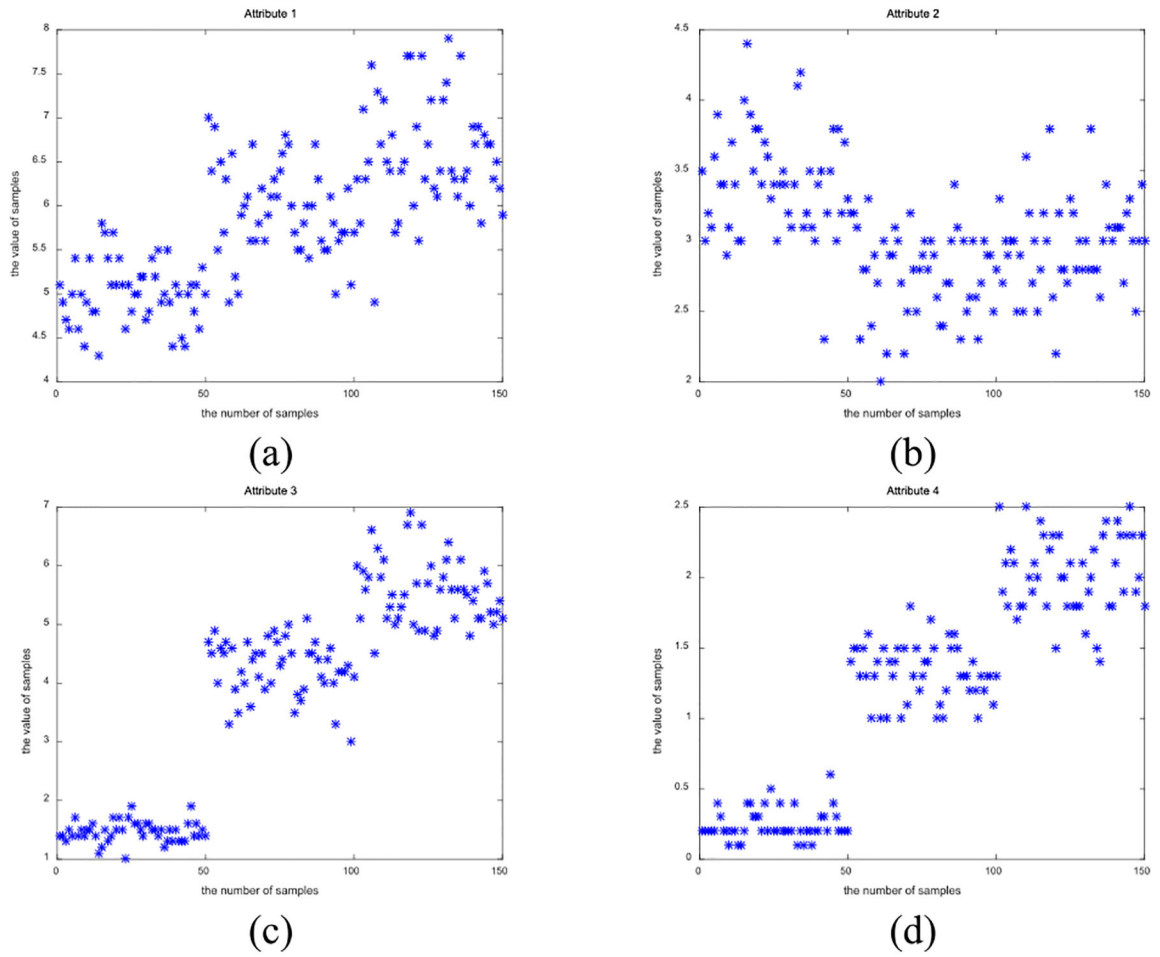 Attribute 1
8
7.5
7
6.5
6
5.5
5
4.5
4
0 50 100 150
the value of samples
the number of samples
(a)
Attribute 2
4.5
4
3.5
3
2.5
2
0 50 100 150
the value of samples
the number of samples
(b)
Attribute 3
7
6
5
4
3
2
1
0 50 100 150
the value of samples
the number of samples
(c)
Attribute 4
2.5
2
1.5
1
0.5
0
0 50 100 150
the value of samples
the number of samples
(d)